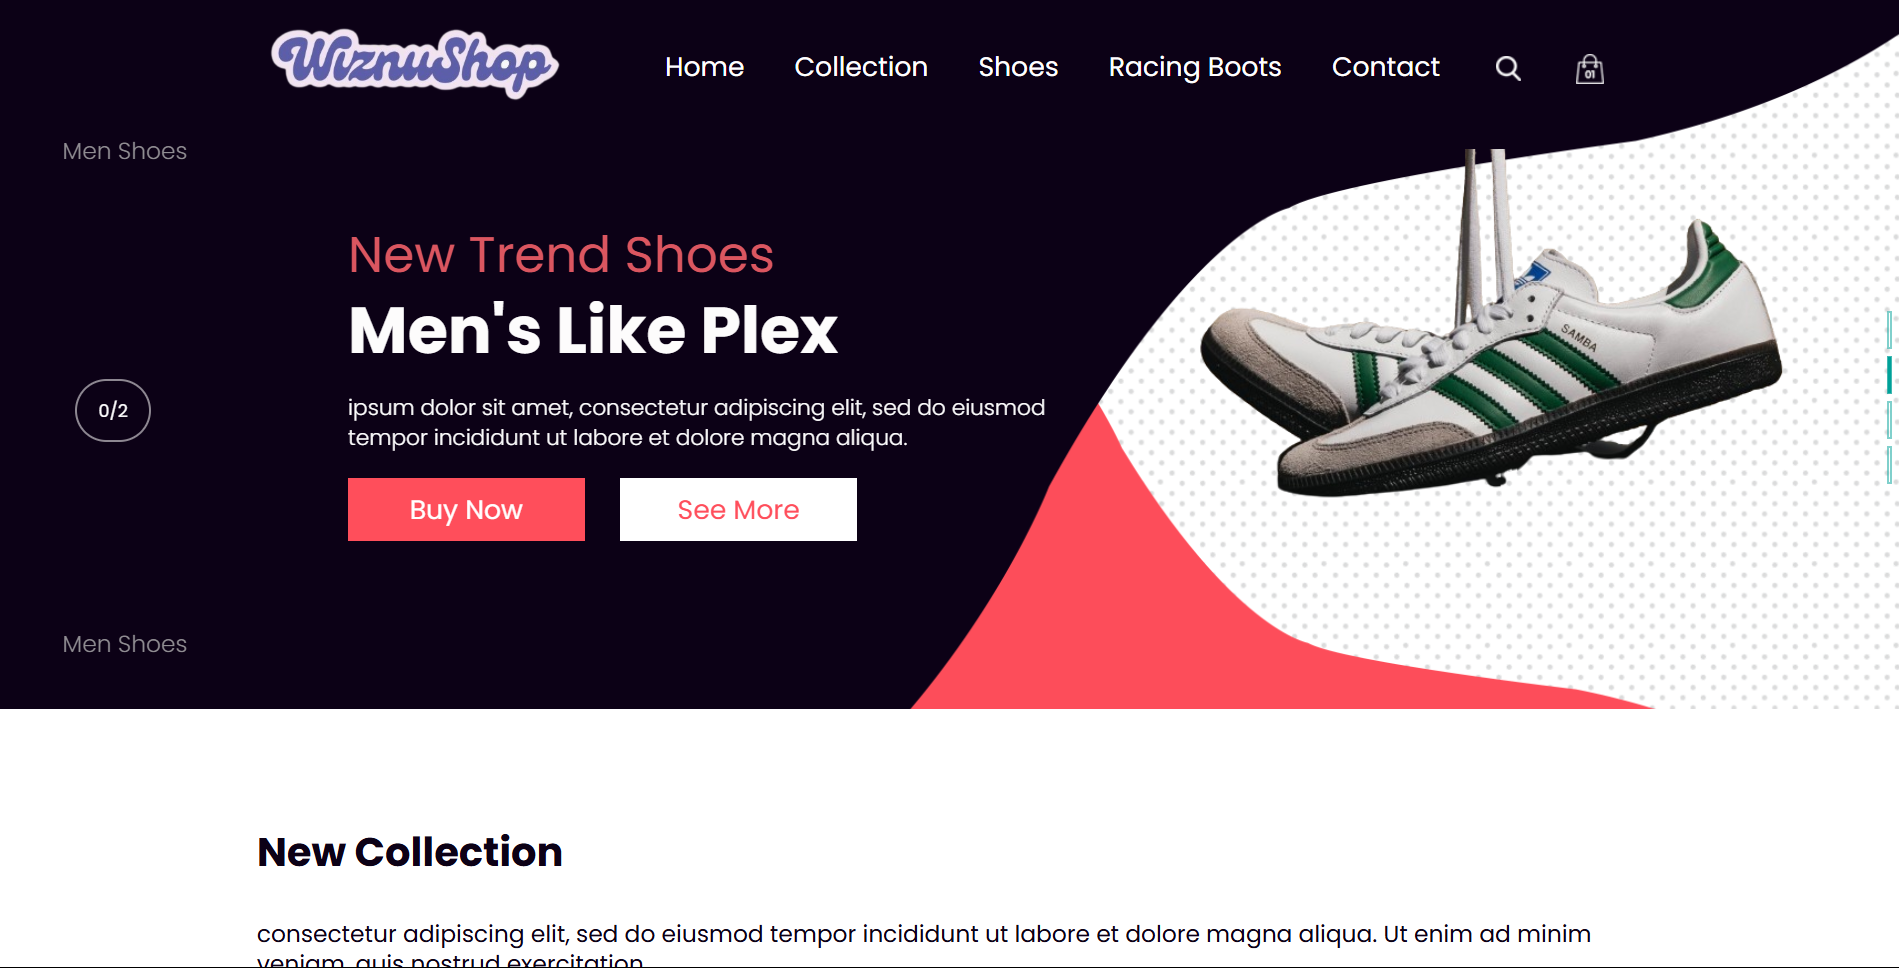 WiznuShop
Home
Collection
Shoes
Racing Boots
Contact
01
Men Shoes
New Trend Shoes
Men's Like Plex
SAMBA
0/2
ipsum dolor sit amet, consectetur adipiscing elit, sed do eiusmod
tempor incididunt ut labore et dolore magna aliqua.
Buy Now
See More
Men Shoes
New Collection
consectetur adipiscing elit, sed do eiusmod tempor incididunt ut labore et dolore magna aliqua. Ut enim ad minim
veniam, quis nostrud exercitation